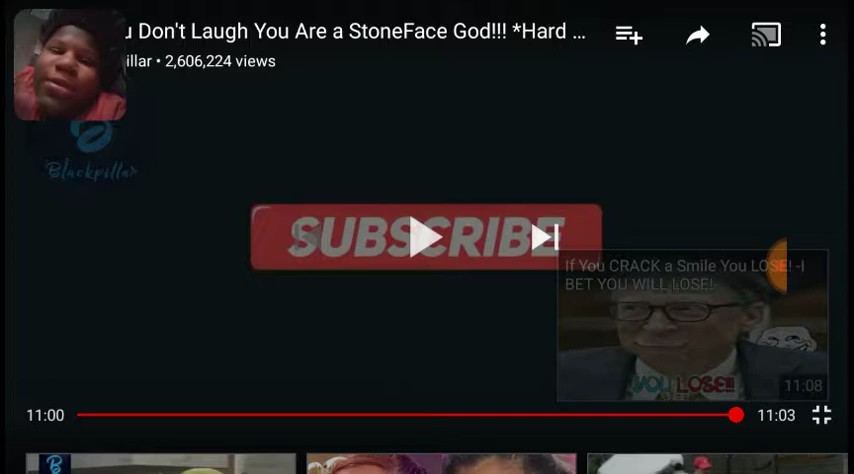 u Don't Laugh You Are a StoneFace God!!! *Hard ...
illar • 2,606,224 views
Blackpillar
SUBSCRIBE
If You CRACK a Smile You LOSE! -I
BET YOU WILL LOSE!-
YOU LOSE!!
11:08
11:00
11:03
B